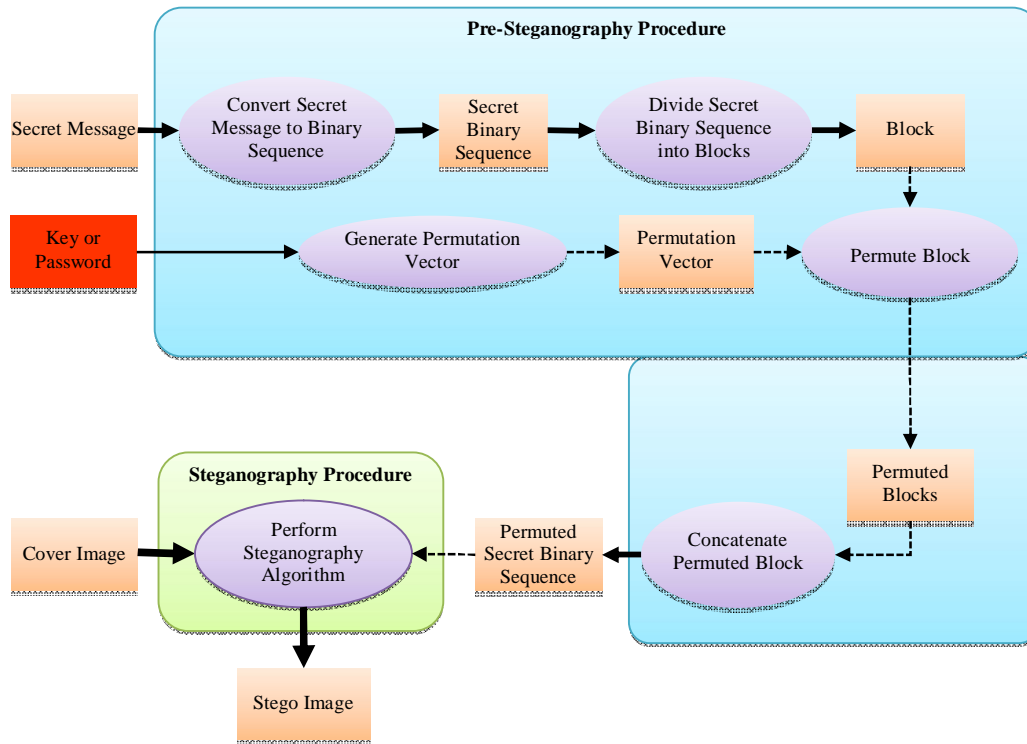 Pre-Steganography Procedure
Secret Message
Convert Secret
Message to Binary
Sequence
Secret
Binary
Sequence
Divide Secret
Binary Sequence
into Blocks
Block
Key or
Password
Generate Permutation
Vector
Permutation
Vector
Permute Block
Permuted
Blocks
Steganography Procedure
Cover Image
Perform
Steganography
Algorithm
Permuted
Secret Binary
Sequence
Concatenate
Permuted Block
Stego Image